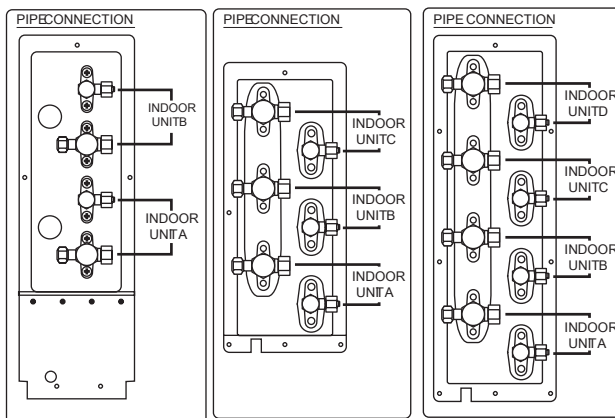 PIPECONNECTION
INDOOR
UNITB
INDOOR
UNITA
PIPECONNECTION
INDOOR
UNITC
INDOOR
UNITB
INDOOR
UNITA
PIPE CONNECTION
INDOOR
UNITD
INDOOR
UNITC
INDOOR
UNITB
INDOOR
UNITA